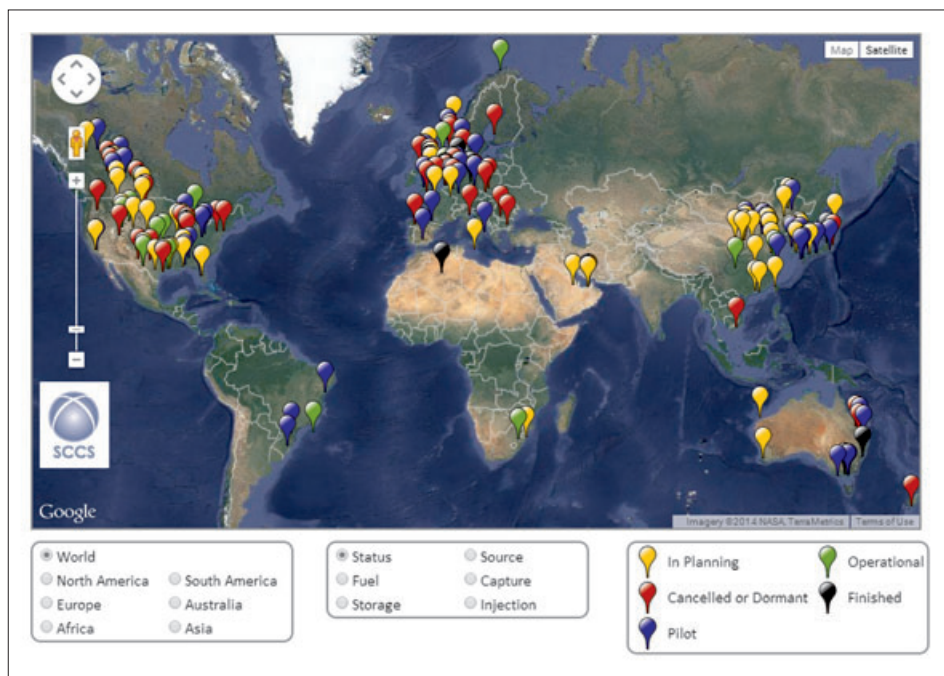 Map Satellite
SCCS
Google
Imagery ©2014 NASA, TerraMetrics Terms of Use
World
North America South America
Europe Australia
Africa Asia
Status Source
Fuel Capture
Storage Injection
In Planning Operational
Cancelled or Dormant Finished
Pilot